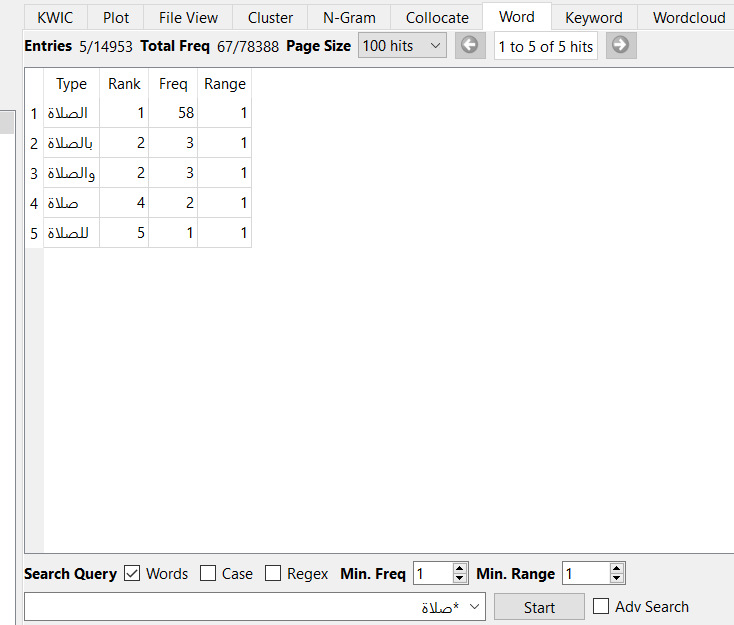 KWIC Plot File View Cluster N-Gram Collocate Word Keyword Wordcloud
Entries 5/14953 Total Freq 67/78388 Page Size 100 hits 1 to 5 of 5 hits
Type Rank Freq Range
1 الصلاة 1 58 1
2 بالصلاة 2 3 1
3 والصلاة 2 3 1
4 صلاة 4 2 1
5 للصلاة 5 1 1
Search Query Words Case Regex Min. Freq 1 Min. Range 1
*صلاة Start Adv Search